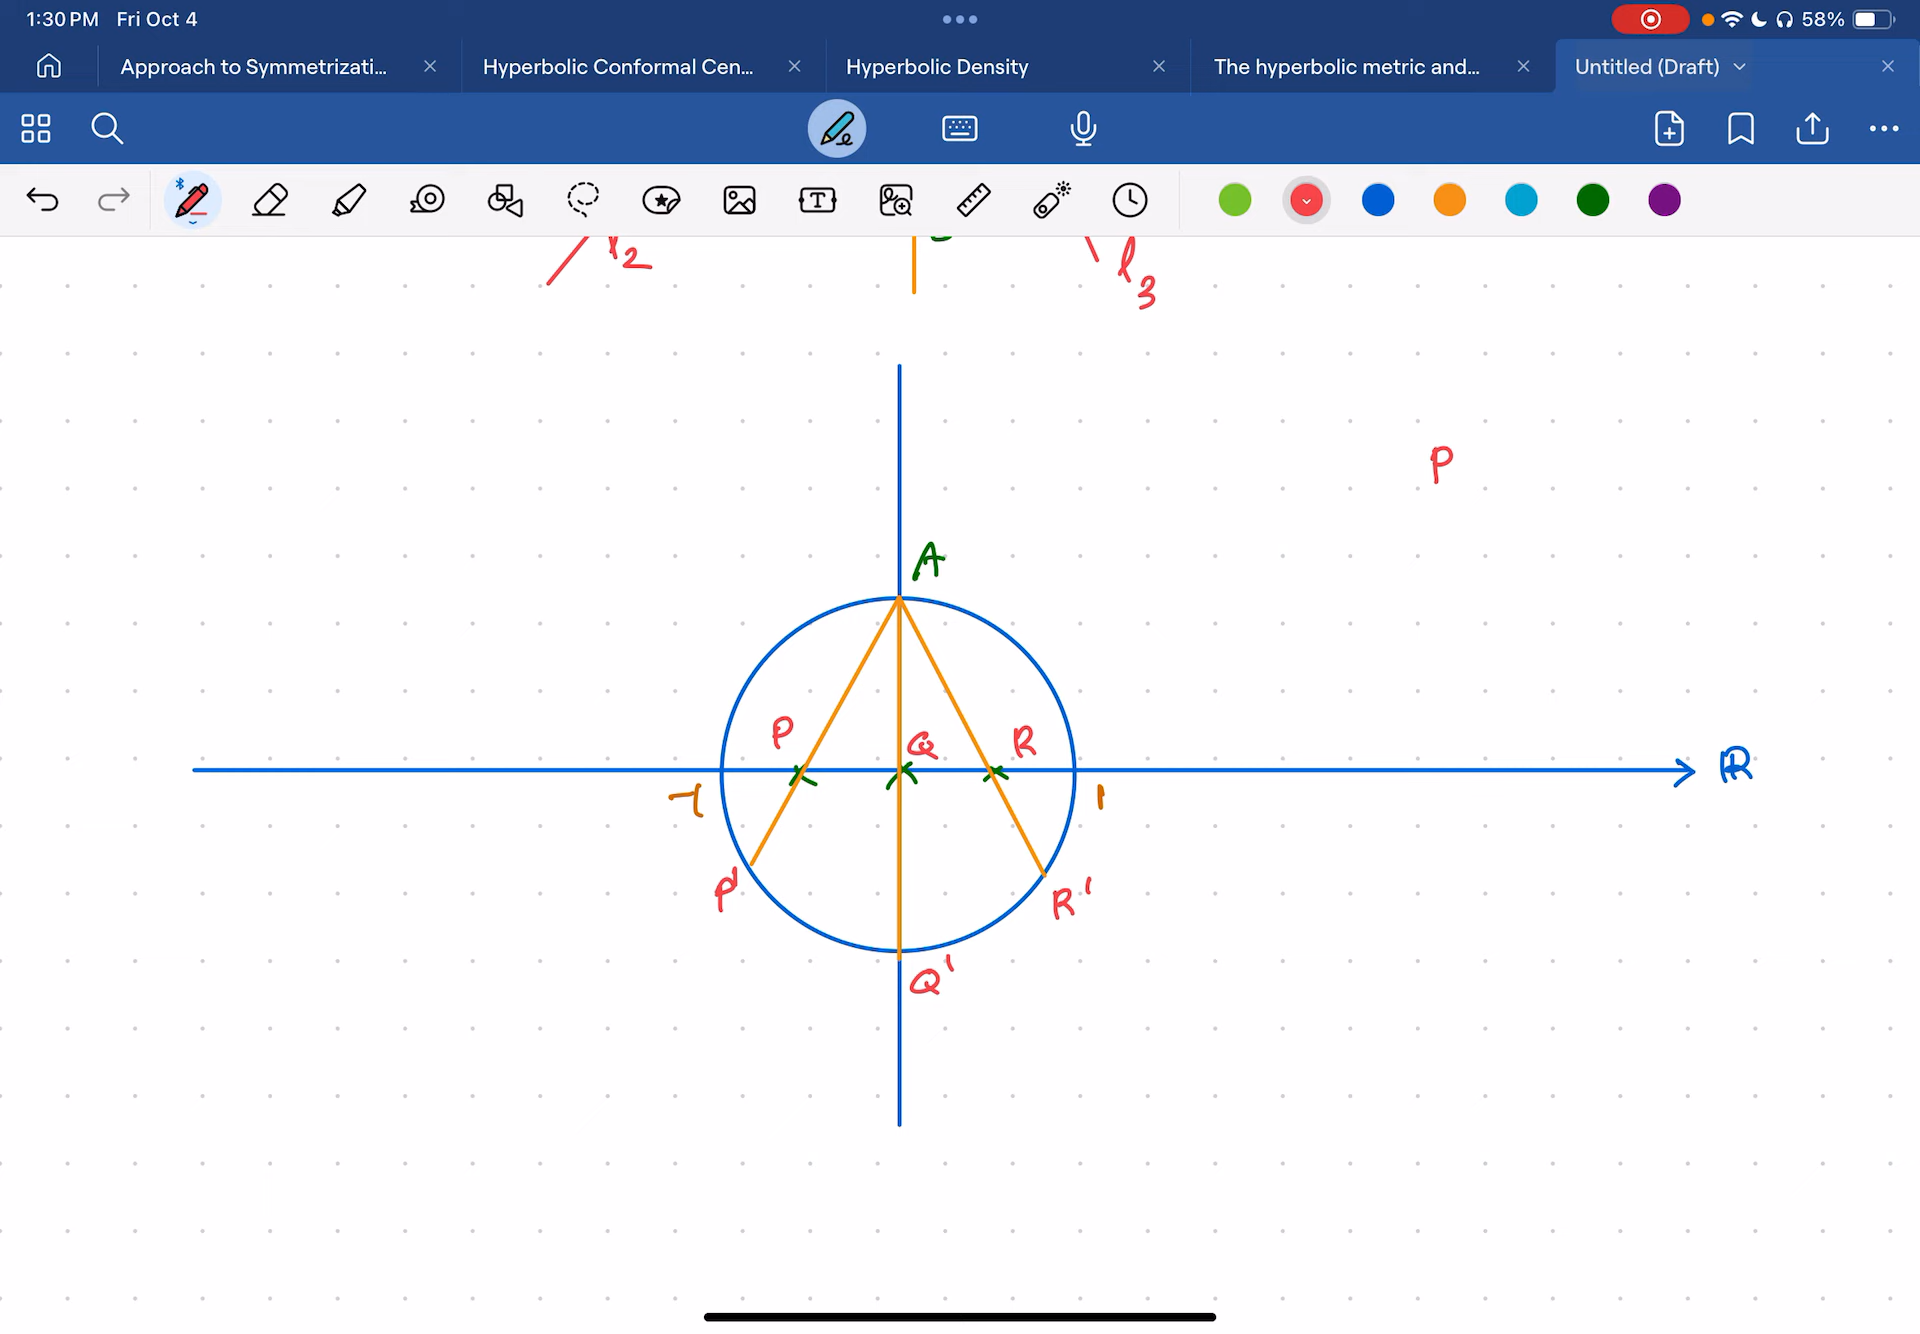 1:30 PM Fri Oct 4
58%
Approach to Symmetrizati...
Hyperbolic Conformal Cen...
Hyperbolic Density
The hyperbolic metric and...
Untitled (Draft)
l2
l3
P
A
P
Q
R
ℝ
-1
1
P'
R'
Q'